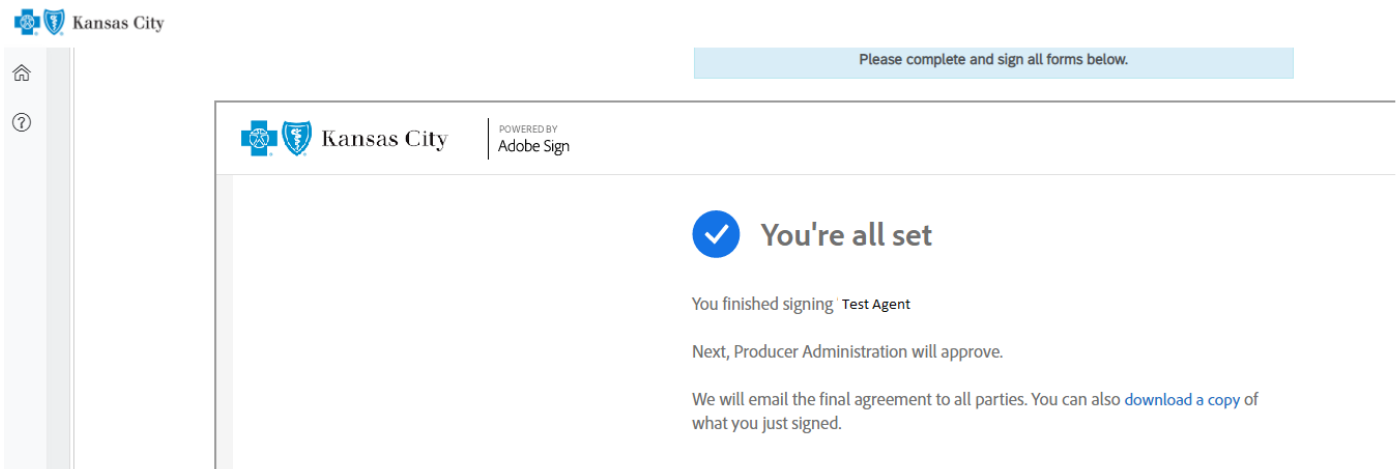 Kansas City
Please complete and sign all forms below.
Kansas City
POWERED BY
Adobe Sign
You're all set
You finished signing ' Test Agent
Next, Producer Administration will approve.
We will email the final agreement to all parties. You can also download a copy of
what you just signed.